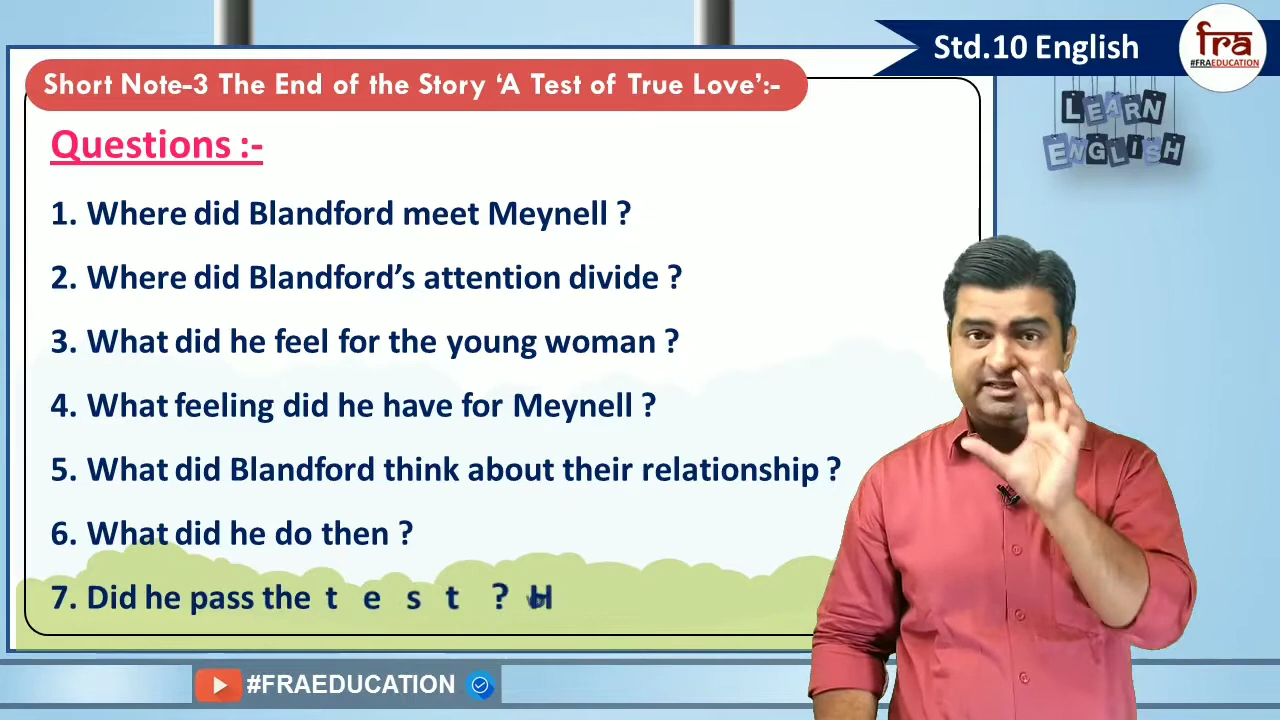 Std.10 English
fra
#FRAEDUCATION
Short Note-3 The End of the Story ‘A Test of True Love’:-
LEARN
ENGLISH
Questions :-
1. Where did Blandford meet Meynell ?
2. Where did Blandford’s attention divide ?
3. What did he feel for the young woman ?
4. What feeling did he have for Meynell ?
5. What did Blandford think about their relationship ?
6. What did he do then ?
7. Did he pass the t e s t ?
#FRAEDUCATION